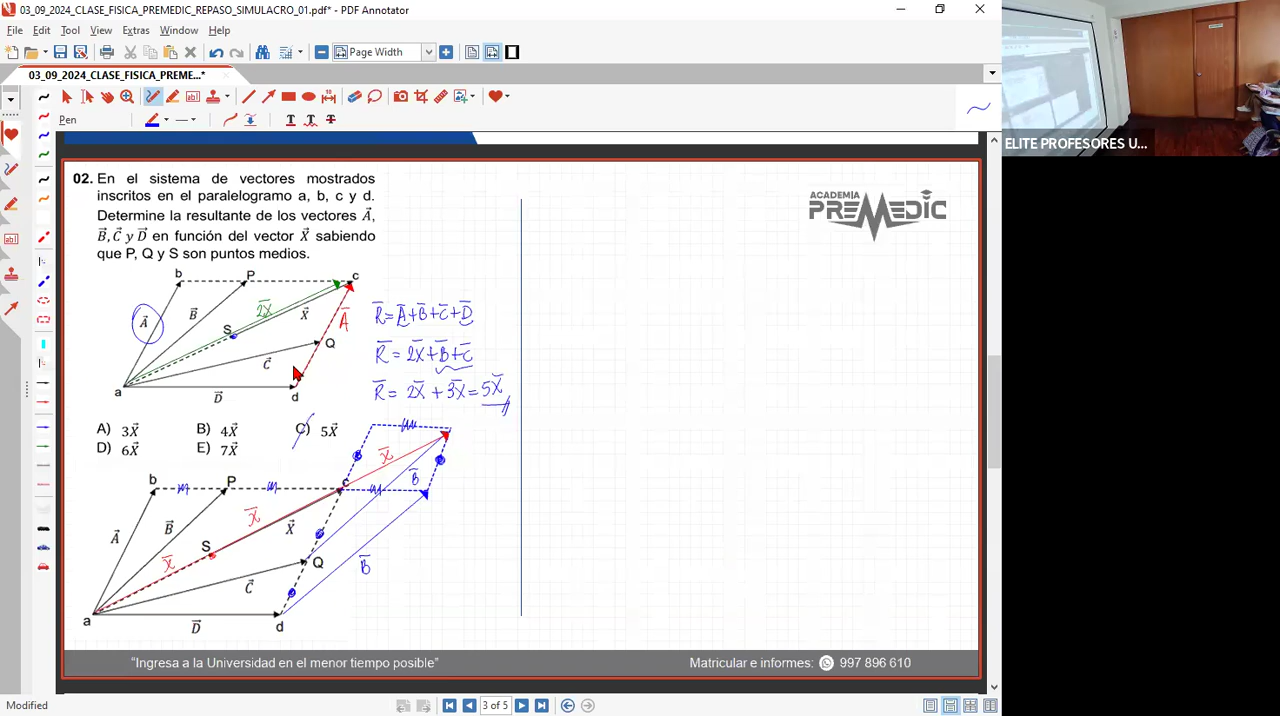 03_09_2024_CLASE_FISICA_PREMEDIC_REPASO_SIMULACRO_01.pdf* - PDF Annotator
File Edit View Tool Extras Window Help
Page Width
03_09_2024_CLASE_FISICA_PREME...*
Pen
02. En el sistema de vectores mostrados
inscritos en el paralelogramo a, b, c y d.
Determine la resultante de los vectores A⃗,
B⃗, C⃗ y D⃗ en función del vector X⃗ sabiendo
que P, Q y S son puntos medios.
ACADEMIA
PREMEDIC
b P c
2X̄
A⃗ B⃗ S X⃗ Ā
Q
C⃗
a D⃗ d
R̄ = Ā+B̄+C̄+D̄
R̄ = 2X̄+B̄+C̄
R̄ = 2X̄ + 3X̄ = 5X̄
A) 3X⃗ B) 4X⃗ C) 5X⃗
D) 6X⃗ E) 7X⃗
b P c
X̄
B̄
A⃗ B⃗ X̄ X⃗
S
X̄ Q B̄
C⃗
a D⃗ d
“Ingresa a la Universidad en el menor tiempo posible” Matricular e informes: 997 896 610
Modified
3 of 5
ELITE PROFESORES U...